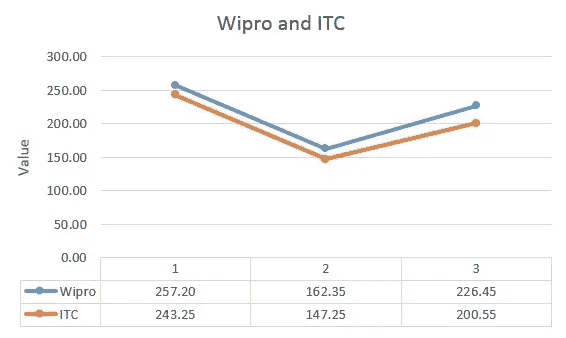 Wipro and ITC
300.00
250.00
200.00
150.00
100.00
50.00
0.00
Value
1 2 3
Wipro 257.20 162.35 226.45
ITC 243.25 147.25 200.55